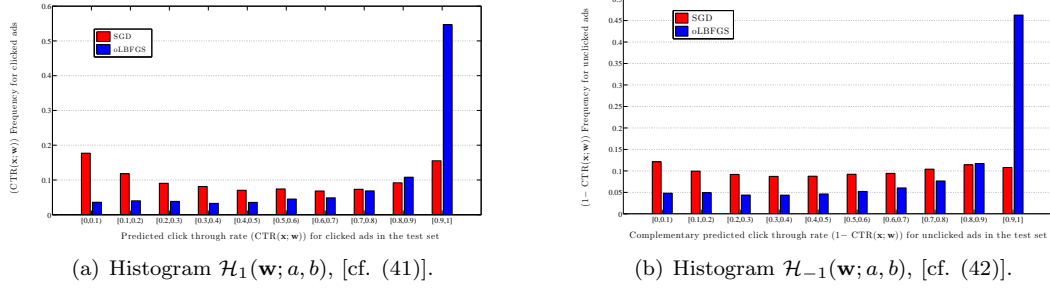 (CTR(x; w)) Frequency for clicked ads
0.6
0.5
0.4
0.3
0.2
0.1
0
SGD
oLBFGS
[0,0.1) [0.1,0.2) [0.2,0.3) [0.3,0.4) [0.4,0.5) [0.5,0.6) [0.6,0.7) [0.7,0.8) [0.8,0.9) [0.9,1]
Predicted click through rate (CTR(x; w)) for clicked ads in the test set
(a) Histogram H₁(w; a, b), [cf. (41)].
(1− CTR(x; w)) Frequency for unclicked ads
0.5
0.45
0.4
0.35
0.3
0.25
0.2
0.15
0.1
0.05
0
SGD
oLBFGS
[0,0.1) [0.1,0.2) [0.2,0.3) [0.3,0.4) [0.4,0.5) [0.5,0.6) [0.6,0.7) [0.7,0.8) [0.8,0.9) [0.9,1]
Complementary predicted click through rate (1− CTR(x; w)) for unclicked ads in the test set
(b) Histogram H₋₁(w; a, b), [cf. (42)].